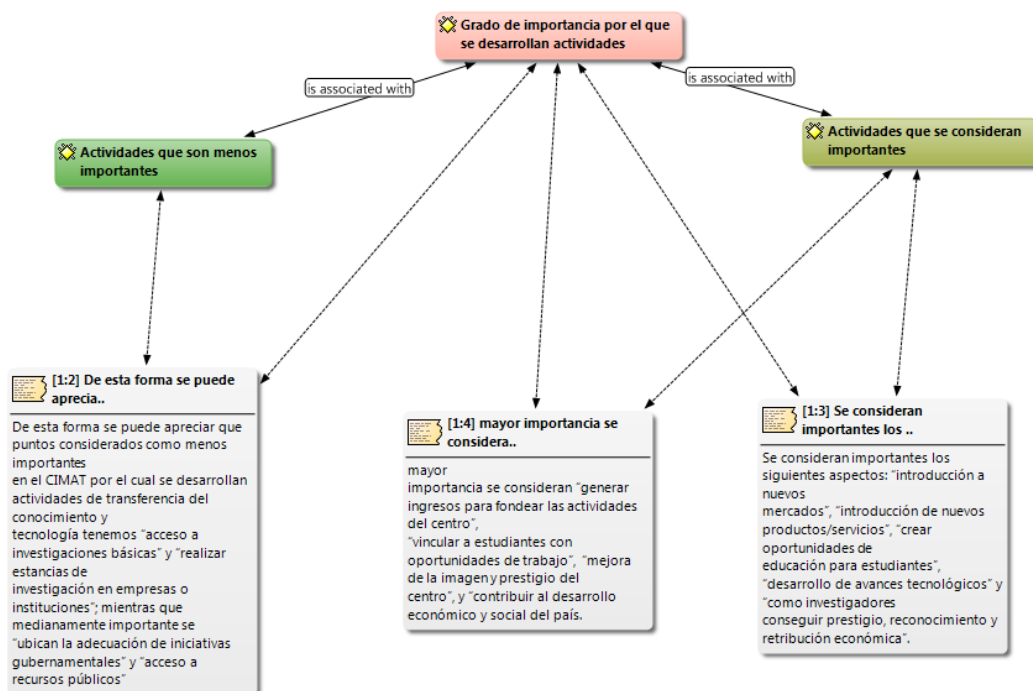 Grado de importancia por el que
se desarrollan actividades
is associated with
is associated with
Actividades que son menos
importantes
Actividades que se consideran
importantes
[1:2] De esta forma se puede
aprecia..
De esta forma se puede apreciar que
puntos considerados como menos
importantes
en el CIMAT por el cual se desarrollan
actividades de transferencia del
conocimiento y
tecnología tenemos "acceso a
investigaciones básicas" y "realizar
estancias de
investigación en empresas o
instituciones"; mientras que
medianamente importante se
"ubican la adecuación de iniciativas
gubernamentales" y "acceso a
recursos públicos"
[1:4] mayor importancia se
considera..
mayor
importancia se consideran "generar
ingresos para fondear las actividades
del centro",
"vincular a estudiantes con
oportunidades de trabajo", "mejora
de la imagen y prestigio del
centro", y "contribuir al desarrollo
económico y social del país.
[1:3] Se consideran
importantes los ..
Se consideran importantes los
siguientes aspectos: "introducción a
nuevos
mercados", "introducción de nuevos
productos/servicios", "crear
oportunidades de
educación para estudiantes",
"desarrollo de avances tecnológicos" y
"como investigadores
conseguir prestigio, reconocimiento y
retribución económica".